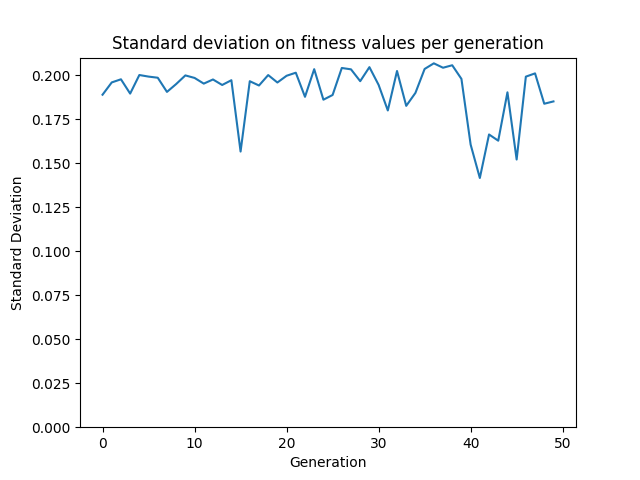 Standard deviation on fitness values per generation
Standard Deviation
0.200
0.175
0.150
0.125
0.100
0.075
0.050
0.025
0.000
0 10 20 30 40 50
Generation